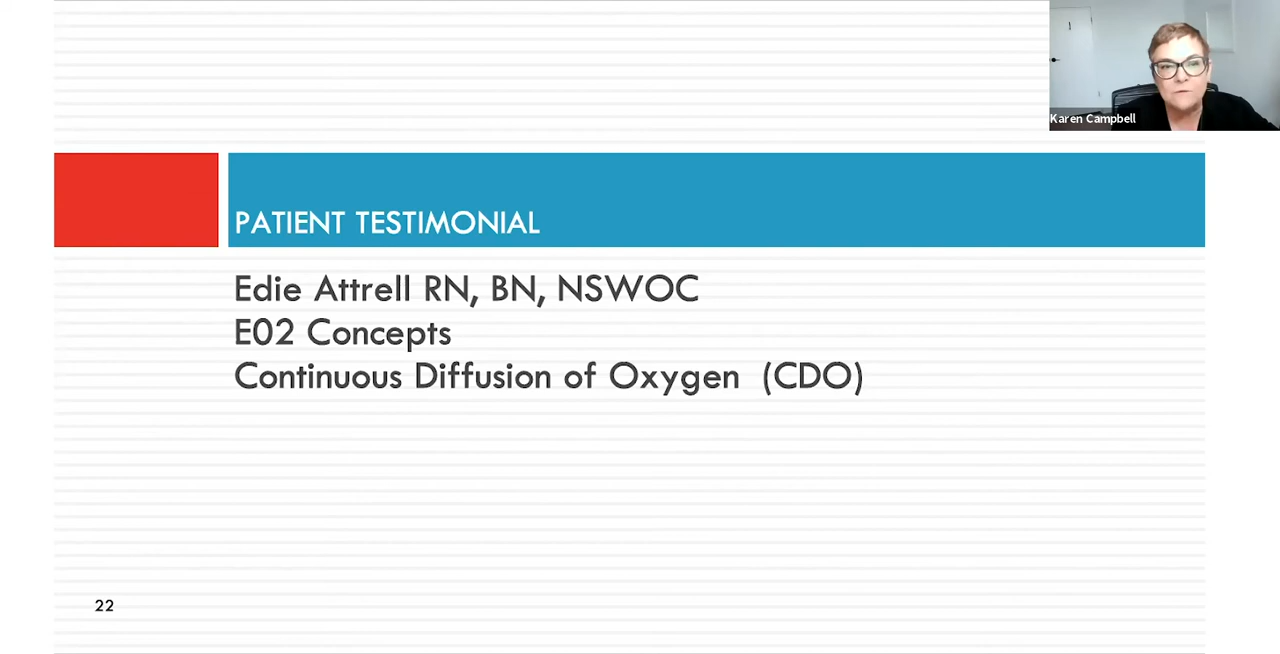 Karen Campbell
PATIENT TESTIMONIAL
Edie Attrell RN, BN, NSWOC
E02 Concepts
Continuous Diffusion of Oxygen (CDO)
22